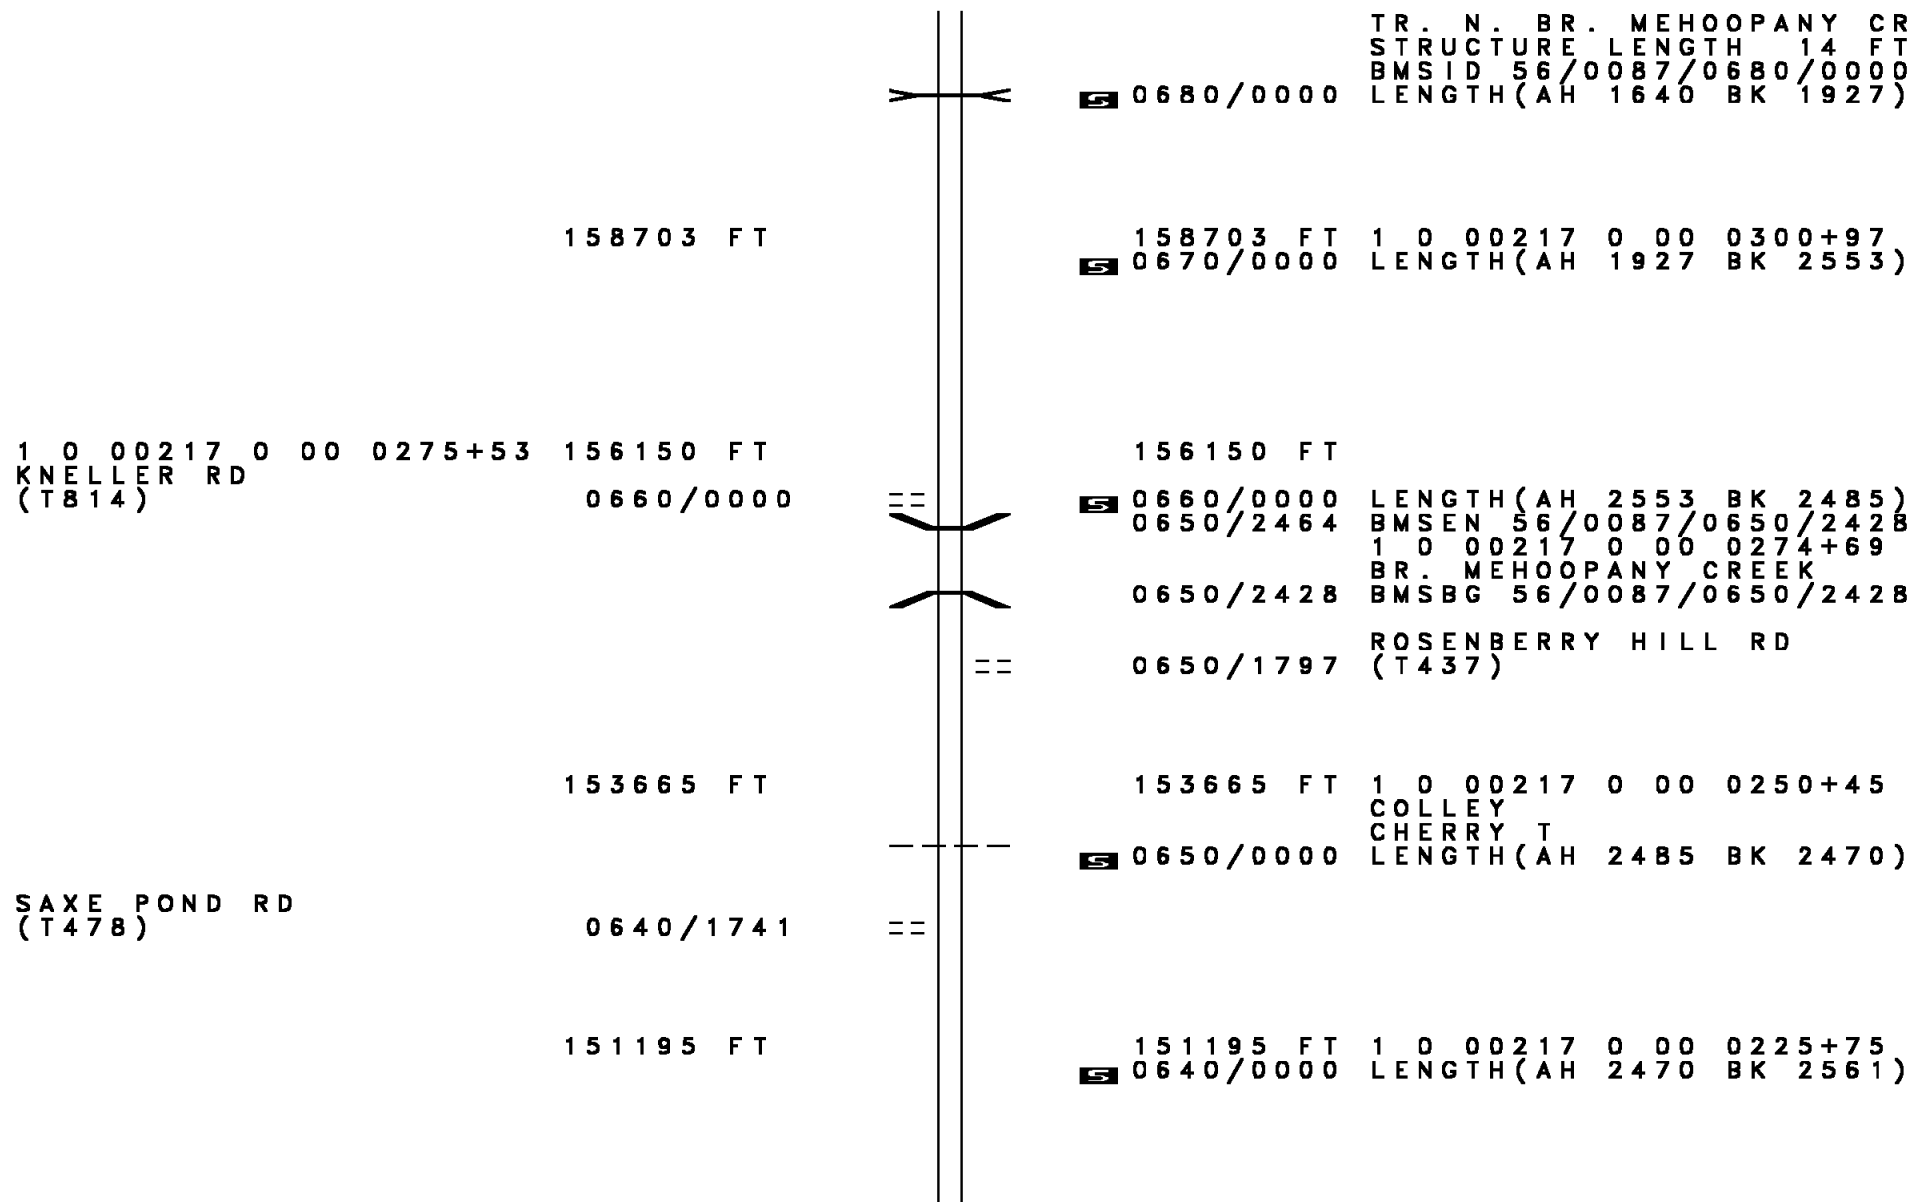 TR. N. BR. MEHOOPANY CR
STRUCTURE LENGTH 14 FT
BMSID 56/0087/0680/0000
S 0680/0000 LENGTH(AH 1640 BK 1927)
158703 FT 158703 FT 1 0 00217 0 00 0300+97
S 0670/0000 LENGTH(AH 1927 BK 2553)
1 0 00217 0 00 0275+53 156150 FT 156150 FT
KNELLER RD
(T814) 0660/0000 S 0660/0000 LENGTH(AH 2553 BK 2485)
0650/2464 BMSEN 56/0087/0650/2428
1 0 00217 0 00 0274+69
BR. MEHOOPANY CREEK
0650/2428 BMSBG 56/0087/0650/2428
ROSENBERRY HILL RD
0650/1797 (T437)
153665 FT 153665 FT 1 0 00217 0 00 0250+45
COLLEY
CHERRY T
S 0650/0000 LENGTH(AH 2485 BK 2470)
SAXE POND RD
(T478) 0640/1741
151195 FT 151195 FT 1 0 00217 0 00 0225+75
S 0640/0000 LENGTH(AH 2470 BK 2561)